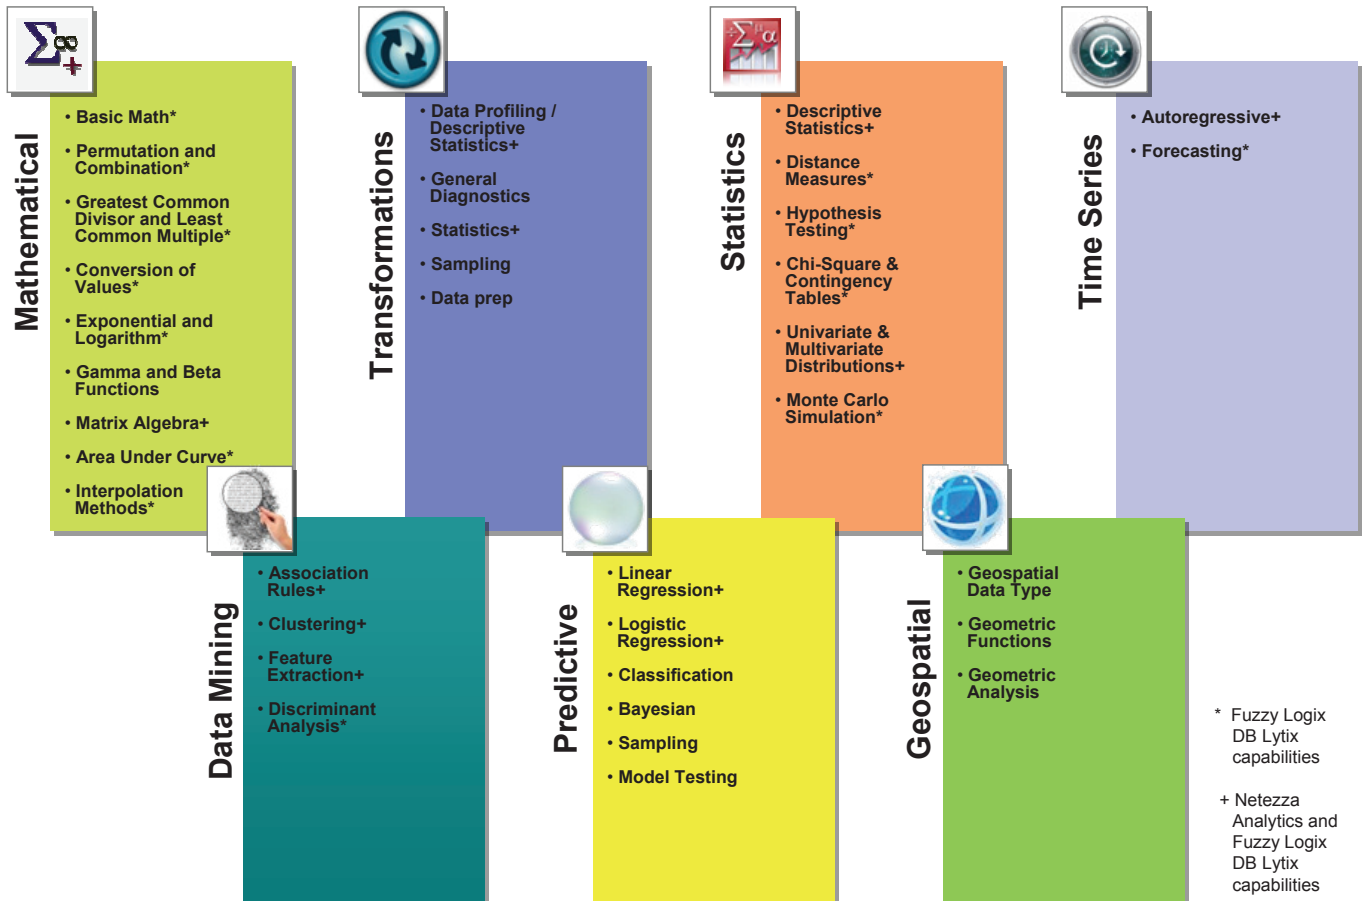 Mathematical
• Basic Math*
• Permutation and
Combination*
• Greatest Common
Divisor and Least
Common Multiple*
• Conversion of
Values*
• Exponential and
Logarithm*
• Gamma and Beta
Functions
• Matrix Algebra+
• Area Under Curve*
• Interpolation
Methods*
Transformations
• Data Profiling /
Descriptive
Statistics+
• General
Diagnostics
• Statistics+
• Sampling
• Data prep
Statistics
• Descriptive
Statistics+
• Distance
Measures*
• Hypothesis
Testing*
• Chi-Square &
Contingency
Tables*
• Univariate &
Multivariate
Distributions+
• Monte Carlo
Simulation*
Time Series
• Autoregressive+
• Forecasting*
Data Mining
• Association
Rules+
• Clustering+
• Feature
Extraction+
• Discriminant
Analysis*
Predictive
• Linear
Regression+
• Logistic
Regression+
• Classification
• Bayesian
• Sampling
• Model Testing
Geospatial
• Geospatial
Data Type
• Geometric
Functions
• Geometric
Analysis
* Fuzzy Logix
DB Lytix
capabilities
+ Netezza
Analytics and
Fuzzy Logix
DB Lytix
capabilities